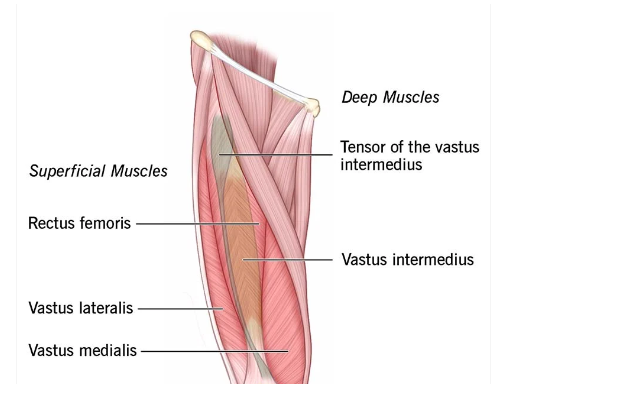 Deep Muscles
Tensor of the vastus
intermedius
Superficial Muscles
Rectus femoris
Vastus intermedius
Vastus lateralis
Vastus medialis